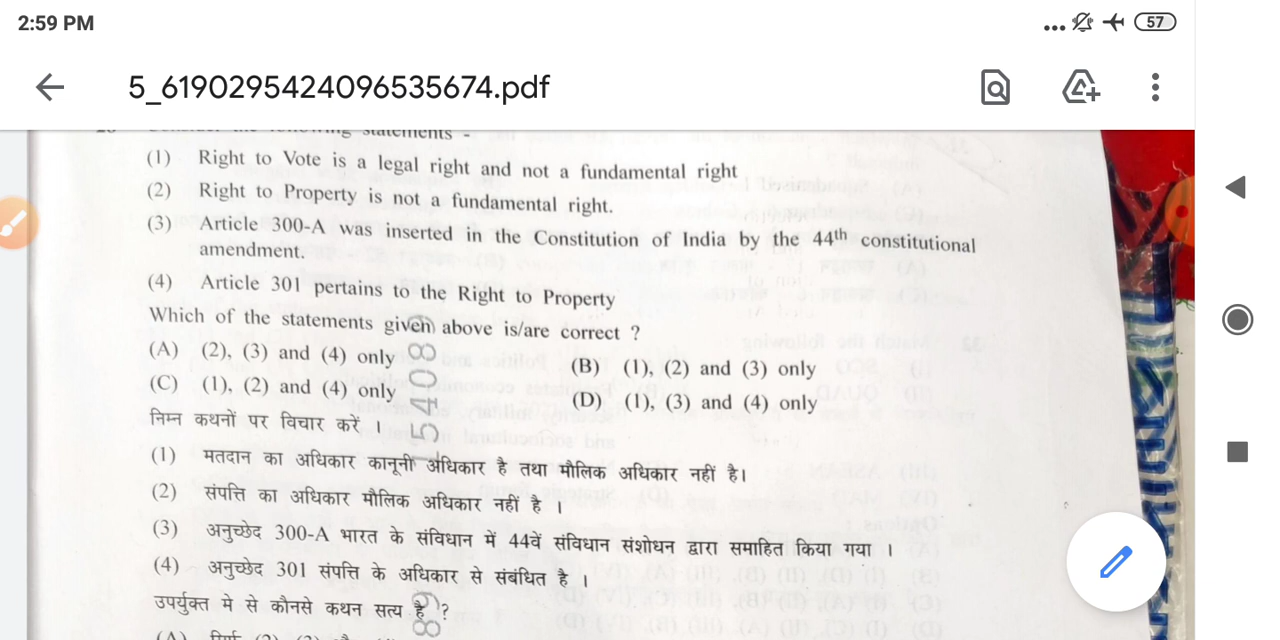 2:59 PM
57
5_6190295424096535674.pdf
statements -
(1) Right to Vote is a legal right and not a fundamental right
(2) Right to Property is not a fundamental right.
(3) Article 300-A was inserted in the Constitution of India by the 44th constitutional
amendment.
(4) Article 301 pertains to the Right to Property
Which of the statements given above is/are correct ?
(A) (2), (3) and (4) only
(B) (1), (2) and (3) only
(C) (1), (2) and (4) only
(D) (1), (3) and (4) only
निम्न कथनों पर विचार करें ।
(1) मतदान का अधिकार कानूनी अधिकार है तथा मौलिक अधिकार नहीं है।
(2) संपत्ति का अधिकार मौलिक अधिकार नहीं है ।
(3) अनुच्छेद 300-A भारत के संविधान में 44वें संविधान संशोधन द्वारा समाहित किया गया ।
(4) अनुच्छेद 301 संपत्ति के अधिकार से संबंधित है ।
उपर्युक्त मे से कौनसे कथन सत्य है ?